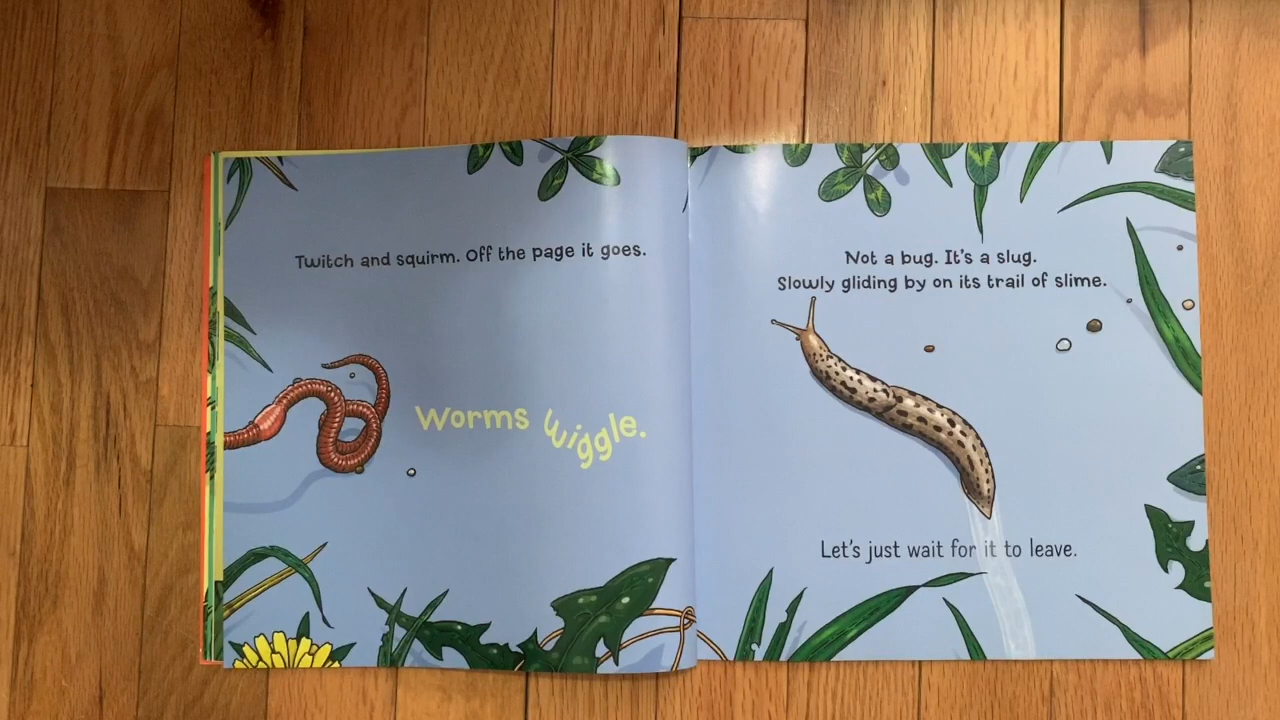 Twitch and squirm. Off the page it goes.
Worms wiggle.
Not a bug. It's a slug.
Slowly gliding by on its trail of slime.
Let's just wait for it to leave.